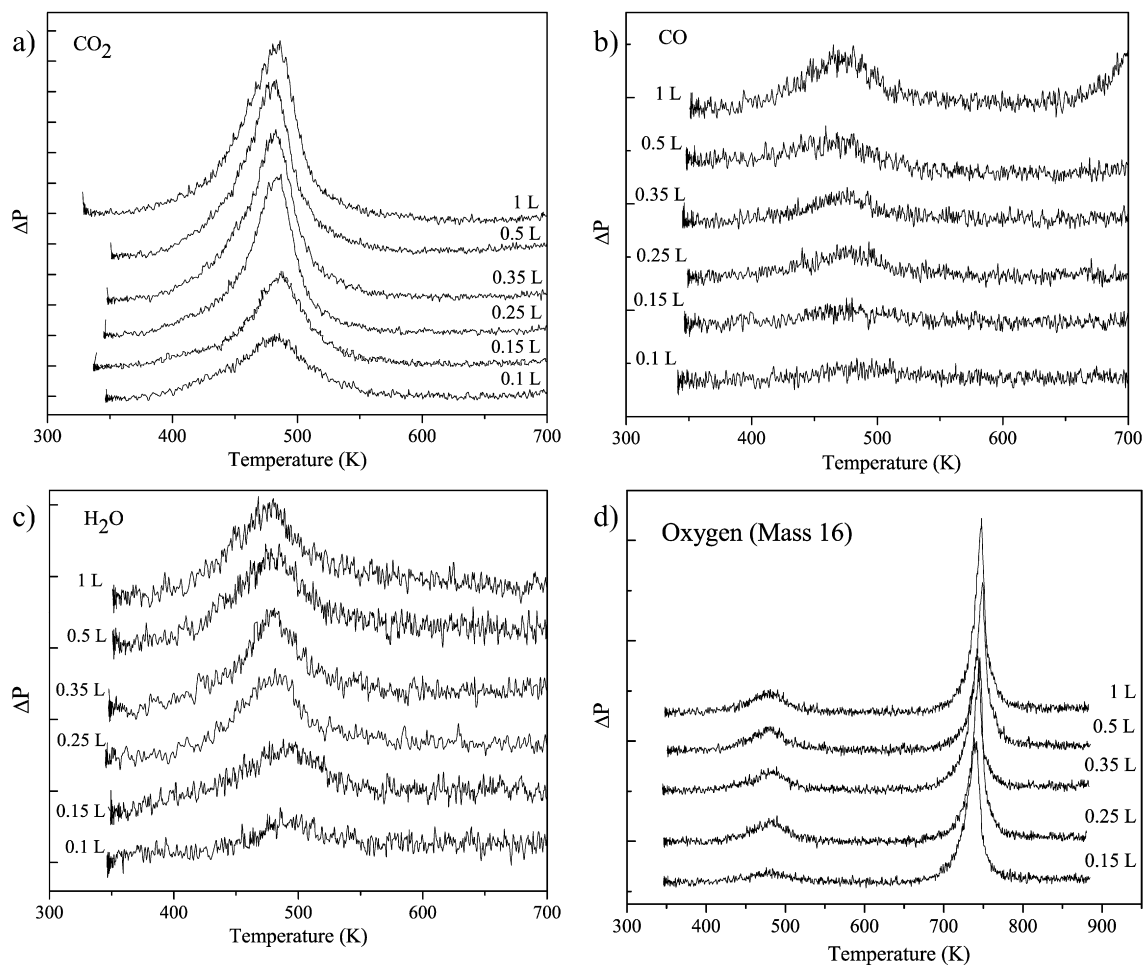 a)
CO2
ΔP
1 L
0.5 L
0.35 L
0.25 L
0.15 L
0.1 L
300 400 500 600 700
Temperature (K)
b)
CO
ΔP
1 L
0.5 L
0.35 L
0.25 L
0.15 L
0.1 L
300 400 500 600 700
Temperature (K)
c)
H2O
ΔP
1 L
0.5 L
0.35 L
0.25 L
0.15 L
0.1 L
300 400 500 600 700
Temperature (K)
d)
Oxygen (Mass 16)
ΔP
1 L
0.5 L
0.35 L
0.25 L
0.15 L
300 400 500 600 700 800 900
Temperature (K)